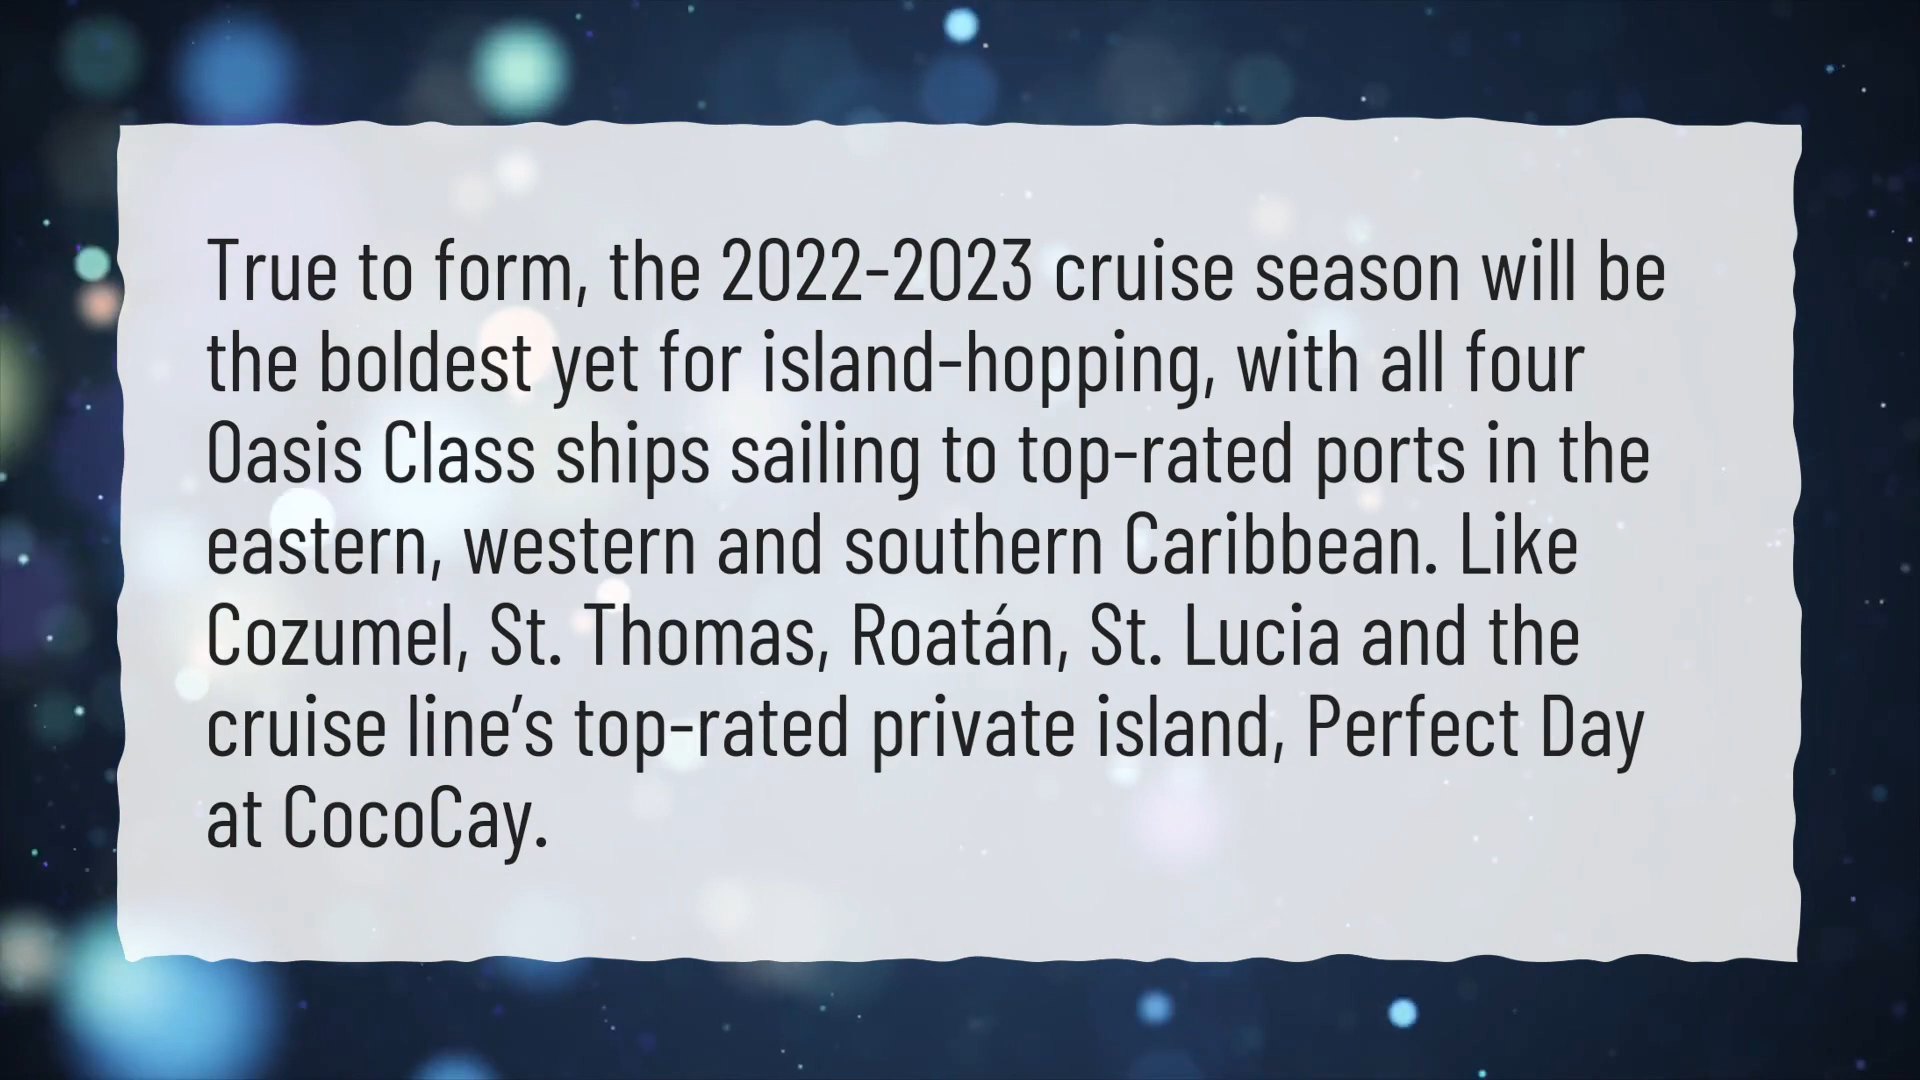 True to form, the 2022-2023 cruise season will be
the boldest yet for island-hopping, with all four
Oasis Class ships sailing to top-rated ports in the
eastern, western and southern Caribbean. Like
Cozumel, St. Thomas, Roatán, St. Lucia and the
cruise line’s top-rated private island, Perfect Day
at CocoCay.